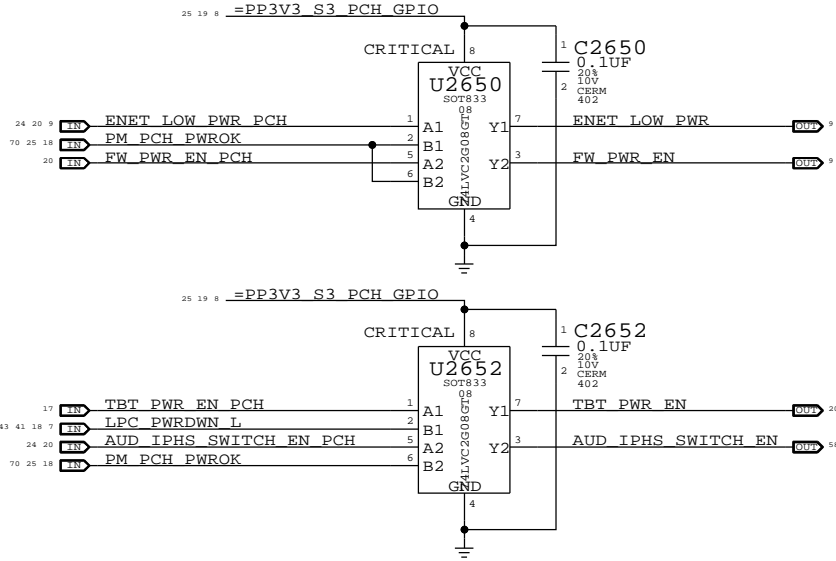 25 19 8 =PP3V3_S3_PCH_GPIO
CRITICAL 8
1 C2650
0.1UF
20%
10V
2 CERM
402
VCC
U2650
SOT833
08
74LVC2G08GT
24 20 9 IN ENET_LOW_PWR_PCH 1 A1 Y1 7 ENET_LOW_PWR OUT 9
70 25 18 IN PM_PCH_PWROK 2 B1
20 IN FW_PWR_EN_PCH 5 A2 Y2 3 FW_PWR_EN OUT 9
6 B2
GND
4
25 19 8 =PP3V3_S3_PCH_GPIO
CRITICAL 8
1 C2652
0.1UF
20%
10V
2 CERM
402
VCC
U2652
SOT833
08
74LVC2G08GT
17 IN TBT_PWR_EN_PCH 1 A1 Y1 7 TBT_PWR_EN OUT
43 41 18 7 IN LPC_PWRDWN_L 2 B1
24 20 IN AUD_IPHS_SWITCH_EN_PCH 5 A2 Y2 3 AUD_IPHS_SWITCH_EN OUT
70 25 18 IN PM_PCH_PWROK 6 B2
GND
4